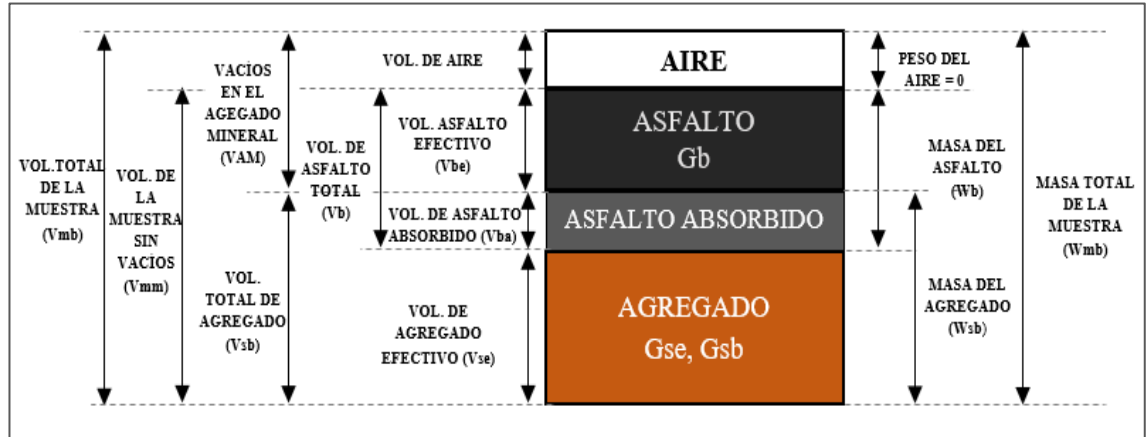 VOL.TOTAL
DE LA
MUESTRA
(Vmb)
VOL. DE
LA
MUESTRA
SIN
VACÍOS
(Vmm)
VACÍOS
EN EL
AGEGADO
MINERAL
(VAM)
VOL.
TOTAL DE
AGREGADO
(Vsb)
VOL. DE
ASFALTO
TOTAL
(Vb)
VOL. DE AIRE
VOL. ASFALTO
EFECTIVO
(Vbe)
VOL. DE ASFALTO
ABSORBIDO (Vba)
VOL. DE
AGREGADO
EFECTIVO (Vse)
AIRE
ASFALTO
Gb
ASFALTO ABSORBIDO
AGREGADO
Gse, Gsb
PESO DEL
AIRE = 0
MASA DEL
ASFALTO
(Wb)
MASA DEL
AGREGADO
(Wsb)
MASA TOTAL
DE LA
MUESTRA
(Wmb)